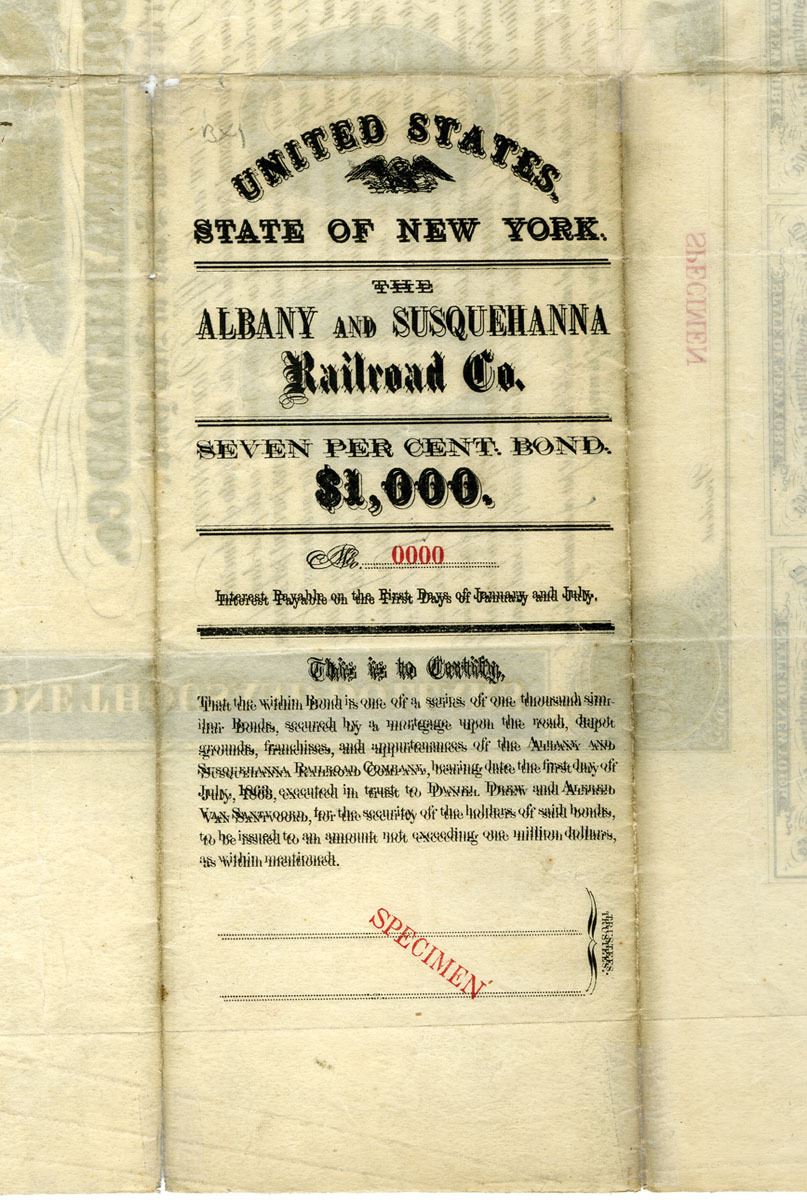 BX1
UNITED STATES,
STATE OF NEW YORK.
THE
ALBANY AND SUSQUEHANNA
Railroad Co.
SEVEN PER CENT. BOND.
$1,000.
No. 0000
Interest Payable on the First Days of January and July.
This is to Certify,
That the within Bond is one of a series of one thousand sim-
ilar Bonds, secured by a mortgage upon the road, depot
grounds, franchises, and appurtenances of the ALBANY AND
SUSQUEHANNA RAILROAD COMPANY, bearing date the first day of
July, 1863, executed in trust to DANIEL DREW and ALFRED
VAN SANTVOORD, for the security of the holders of said bonds,
to be issued to an amount not exceeding one million dollars,
as within mentioned.
TRUSTEES.
SPECIMEN
SPECIMEN